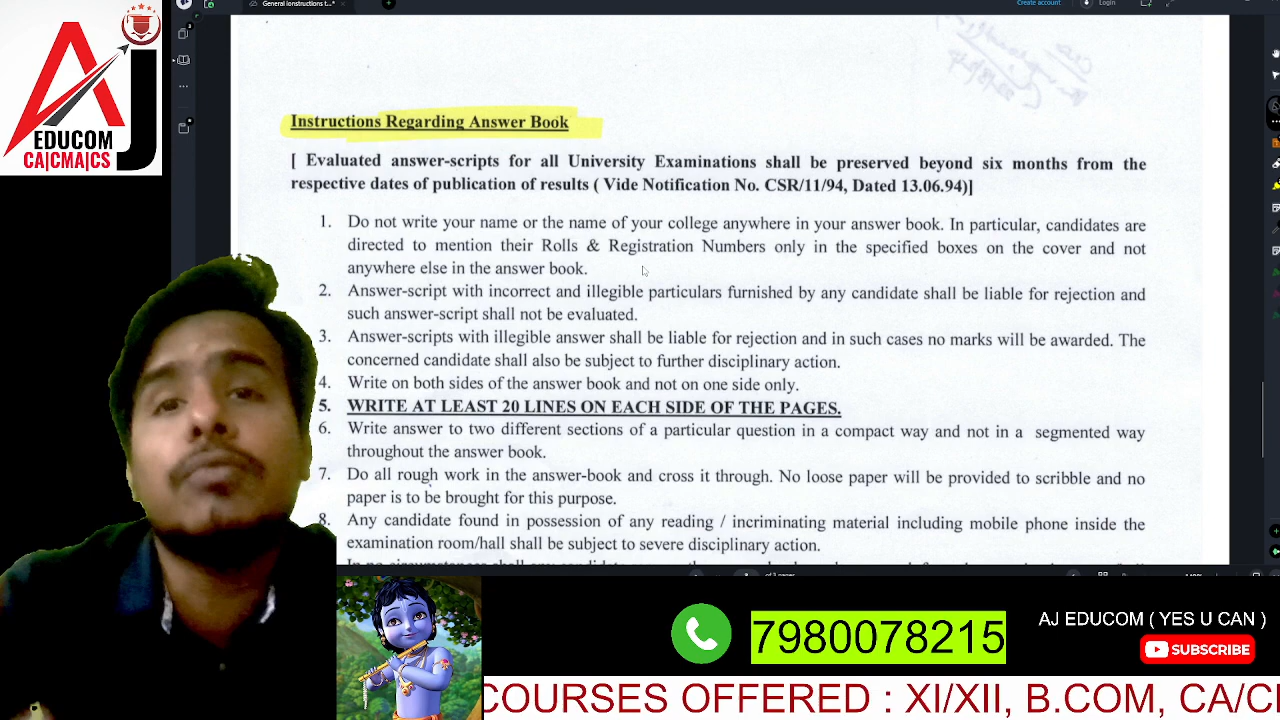 General ionstructions t...*
Create account
Login
AJ
EDUCOM
CA|CMA|CS
Instructions Regarding Answer Book
[ Evaluated answer-scripts for all University Examinations shall be preserved beyond six months from the
respective dates of publication of results ( Vide Notification No. CSR/11/94, Dated 13.06.94)]
1. Do not write your name or the name of your college anywhere in your answer book. In particular, candidates are
directed to mention their Rolls & Registration Numbers only in the specified boxes on the cover and not
anywhere else in the answer book.
2. Answer-script with incorrect and illegible particulars furnished by any candidate shall be liable for rejection and
such answer-script shall not be evaluated.
3. Answer-scripts with illegible answer shall be liable for rejection and in such cases no marks will be awarded. The
concerned candidate shall also be subject to further disciplinary action.
4. Write on both sides of the answer book and not on one side only.
5. WRITE AT LEAST 20 LINES ON EACH SIDE OF THE PAGES.
6. Write answer to two different sections of a particular question in a compact way and not in a segmented way
throughout the answer book.
7. Do all rough work in the answer-book and cross it through. No loose paper will be provided to scribble and no
paper is to be brought for this purpose.
8. Any candidate found in possession of any reading / incriminating material including mobile phone inside the
examination room/hall shall be subject to severe disciplinary action.
In no circumstances shall any candidate
7980078215
AJ EDUCOM ( YES U CAN )
SUBSCRIBE
COURSES OFFERED : XI/XII, B.COM, CA/C